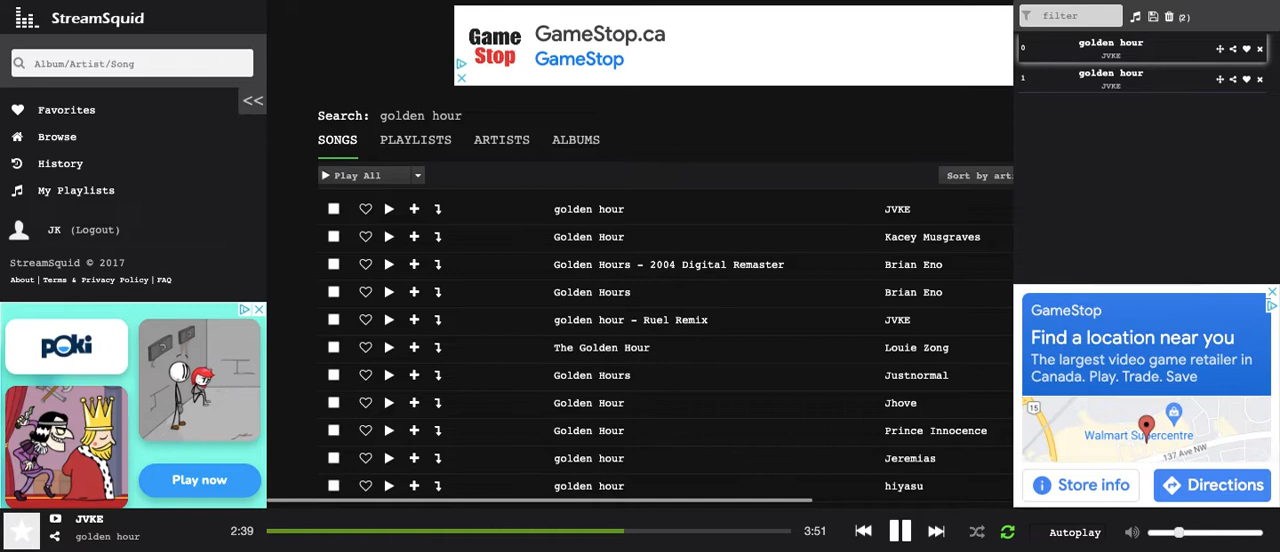 StreamSquid
Album/Artist/Song
<<
Favorites
Browse
History
My Playlists
JK (Logout)
StreamSquid © 2017
About | Terms & Privacy Policy | FAQ
poki
Play now
Game
Stop
GameStop.ca
GameStop
Search: golden hour
SONGS PLAYLISTS ARTISTS ALBUMS
Play All
Sort by art
golden hour JVKE
Golden Hour Kacey Musgraves
Golden Hours - 2004 Digital Remaster Brian Eno
Golden Hours Brian Eno
golden hour - Ruel Remix JVKE
The Golden Hour Louie Zong
Golden Hours Justnormal
Golden Hour Jhove
Golden Hour Prince Innocence
golden hour Jeremias
golden hour hiyasu
filter
(2)
0 golden hour
JVKE
1 golden hour
JVKE
GameStop
Find a location near you
The largest video game retailer in
Canada. Play. Trade. Save
15
Walmart Supercentre
137 Ave NW
Store info
Directions
JVKE
golden hour
2:39
3:51
Autoplay